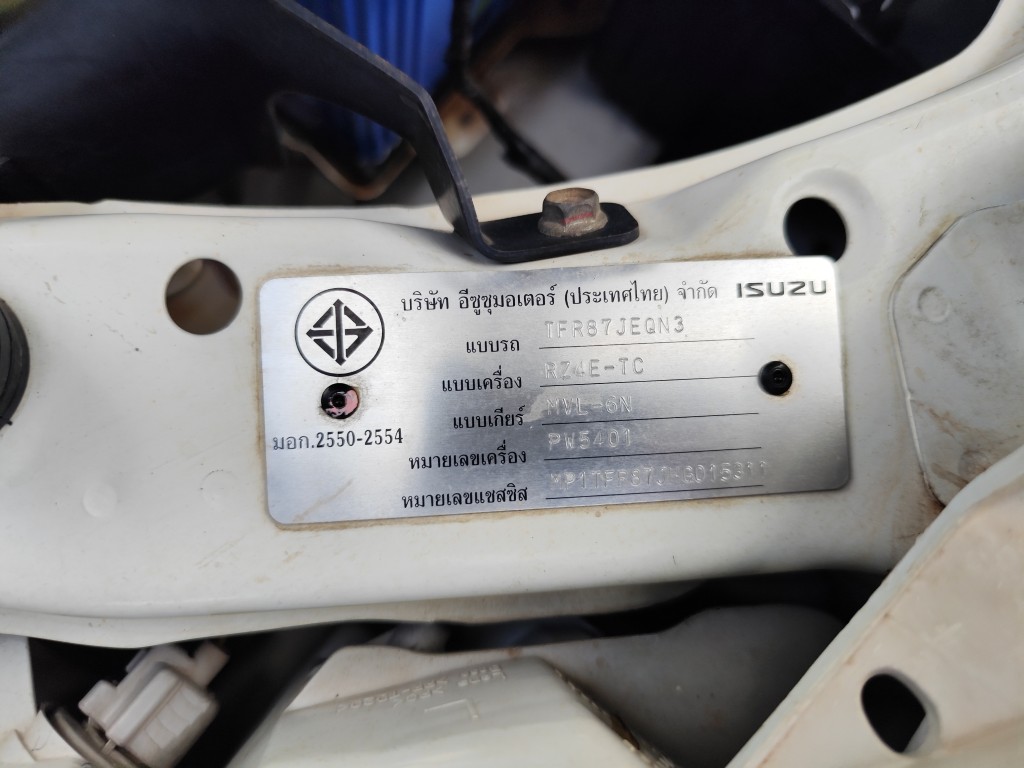 บริษัท อีซูซุมอเตอร์ (ประเทศไทย) จำกัด ISUZU
แบบรถ TFR87JEQN3
แบบเครื่อง RZ4E-TC
แบบเกียร์ MVL-6N
มอก.2550-2554
หมายเลขเครื่อง PW5401
หมายเลขแชสซิส